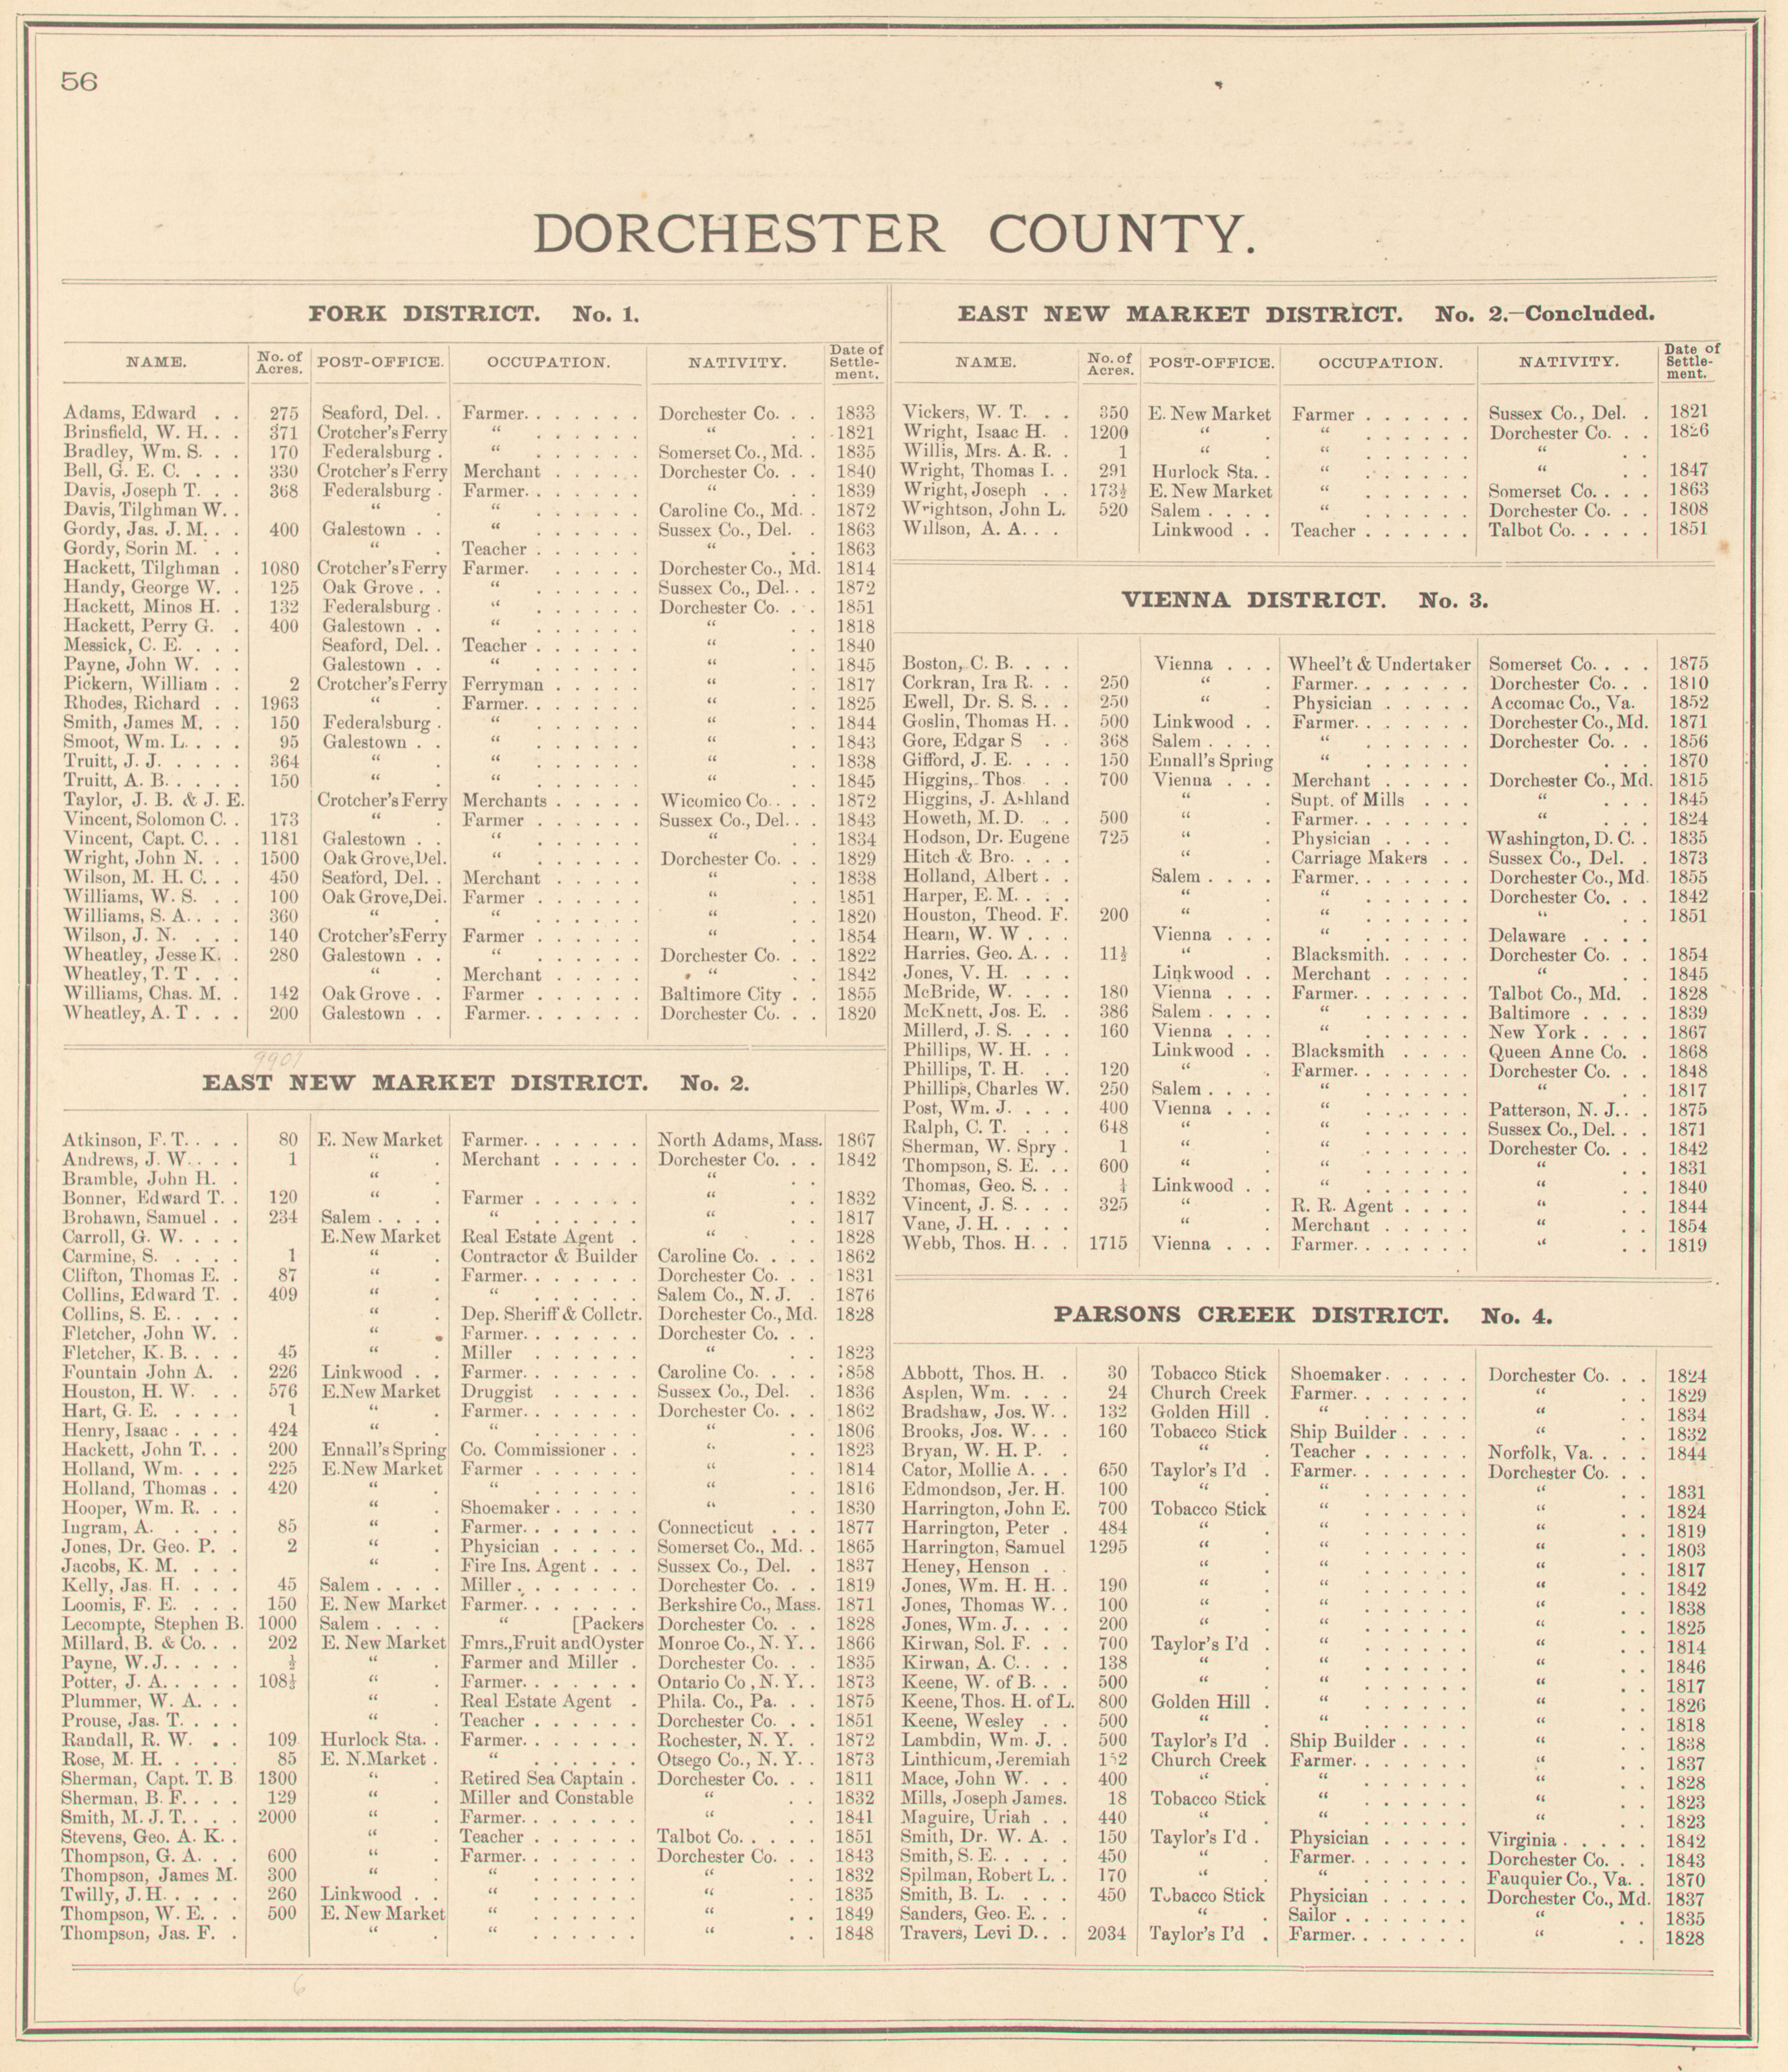 56
DORCHESTER COUNTY.
FORK DISTRICT. No. 1.
NAME. No. of Acres. POST-OFFICE. OCCUPATION. NATIVITY. Date of Settlement.
Adams, Edward . . 275 Seaford, Del. . Farmer. . . . . . . Dorchester Co. . . 1833
Brinsfield, W. H. . . 371 Crotcher's Ferry “ . . . . . . “ . . 1821
Bradley, Wm. S. . . 170 Federalsburg . “ . . . . . . Somerset Co., Md. . 1835
Bell, G. E. C. . . . 330 Crotcher's Ferry Merchant . . . . . Dorchester Co. . . 1840
Davis, Joseph T. . . 368 Federalsburg . Farmer. . . . . . . “ . . 1839
Davis, Tilghman W. . “ . “ . . . . . . Caroline Co., Md. . 1872
Gordy, Jas. J. M. . . 400 Galestown . . “ . . . . . . Sussex Co., Del. . 1863
Gordy, Sorin M. . . “ . Teacher . . . . . . “ . . 1863
Hackett, Tilghman . 1080 Crotcher's Ferry Farmer. . . . . . . Dorchester Co., Md. 1814
Handy, George W. . 125 Oak Grove . . “ . . . . . . Sussex Co., Del. . . 1872
Hackett, Minos H. . 132 Federalsburg . “ . . . . . . Dorchester Co. . . 1851
Hackett, Perry G. . 400 Galestown . . “ . . . . . . “ . . 1818
Messick, C. E. . . . Seaford, Del. . Teacher . . . . . . “ . . 1840
Payne, John W. . . Galestown . . “ . . . . . . “ . . 1845
Pickern, William . . 2 Crotcher's Ferry Ferryman . . . . . “ . . 1817
Rhodes, Richard . . 1963 “ . Farmer. . . . . . . “ . . 1825
Smith, James M. . . 150 Federalsburg . “ . . . . . . “ . . 1844
Smoot, Wm. L. . . . 95 Galestown . . “ . . . . . . “ . . 1843
Truitt, J. J. . . . . 364 “ . “ . . . . . . “ . . 1838
Truitt, A. B. . . . . 150 “ . “ . . . . . . “ . . 1845
Taylor, J. B. & J. E. Crotcher's Ferry Merchants . . . . . Wicomico Co. . . 1872
Vincent, Solomon C. . 173 “ . Farmer . . . . . . Sussex Co., Del. . . 1843
Vincent, Capt. C. . . 1181 Galestown . . “ . . . . . . “ . . 1834
Wright, John N. . . 1500 Oak Grove, Del. “ . . . . . . Dorchester Co. . . 1829
Wilson, M. H. C. . . 450 Seaford, Del. . Merchant . . . . . “ . . 1838
Williams, W. S. . . 100 Oak Grove, Del. Farmer . . . . . . “ . . 1851
Williams, S. A. . . . 360 “ . “ . . . . . . “ . . 1820
Wilson, J. N. . . . 140 Crotcher's Ferry Farmer . . . . . . “ . . 1854
Wheatley, Jesse K. . 280 Galestown . . “ . . . . . . Dorchester Co. . . 1822
Wheatley, T. T . . . “ . Merchant . . . . . “ . . 1842
Williams, Chas. M. . 142 Oak Grove . . Farmer . . . . . . Baltimore City . . 1855
Wheatley, A. T . . . 200 Galestown . . Farmer. . . . . . . Dorchester Co. . . 1820
EAST NEW MARKET DISTRICT. No. 2.
Atkinson, F. T. . . . 80 E. New Market Farmer. . . . . . . North Adams, Mass. 1867
Andrews, J. W. . . . 1 “ . Merchant . . . . . Dorchester Co. . . 1842
Bramble, John H. . “ . “ . .
Bonner, Edward T. . 120 “ . Farmer . . . . . . “ . . 1832
Brohawn, Samuel . . 234 Salem . . . . “ . . . . . . “ . . 1817
Carroll, G. W. . . . E. New Market Real Estate Agent . “ . . 1828
Carmine, S. . . . . 1 “ . Contractor & Builder Caroline Co. . . . 1862
Clifton, Thomas E. . 87 “ . Farmer. . . . . . . Dorchester Co. . . 1831
Collins, Edward T. . 409 “ . “ . . . . . . Salem Co., N. J. . 1876
Collins, S. E. . . . . “ . Dep. Sheriff & Collctr. Dorchester Co., Md. 1828
Fletcher, John W. . “ . Farmer. . . . . . . Dorchester Co. . .
Fletcher, K. B. . . . 45 “ . Miller . . . . . . “ . . 1823
Fountain John A. . 226 Linkwood . . Farmer. . . . . . . Caroline Co. . . . 1858
Houston, H. W. . . 576 E. New Market Druggist . . . . . Sussex Co., Del. . 1836
Hart, G. E. . . . . 1 “ . Farmer. . . . . . . Dorchester Co. . . 1862
Henry, Isaac . . . . 424 “ . “ . . . . . . “ . . 1806
Hackett, John T. . . 200 Ennall's Spring Co. Commissioner . . “ . . 1823
Holland, Wm. . . . 225 E. New Market Farmer . . . . . . “ . . 1814
Holland, Thomas . . 420 “ . “ . . . . . . “ . . 1816
Hooper, Wm. R. . . “ . Shoemaker . . . . . “ . . 1830
Ingram, A. . . . . 85 “ . Farmer. . . . . . . Connecticut . . . 1877
Jones, Dr. Geo. P. . 2 “ . Physician . . . . . Somerset Co., Md. . 1865
Jacobs, K. M. . . . “ . Fire Ins. Agent . . . Sussex Co., Del. . 1837
Kelly, Jas. H. . . . 45 Salem . . . . Miller . . . . . . . Dorchester Co. . . 1819
Loomis, F. E. . . . 150 E. New Market Farmer. . . . . . . Berkshire Co., Mass. 1871
Lecompte, Stephen B. 1000 Salem . . . . “ [Packers Dorchester Co. . . 1828
Millard, B. & Co. . . 202 E. New Market Fmrs., Fruit and Oyster Monroe Co., N. Y. . 1866
Payne, W. J. . . . . ½ “ . Farmer and Miller . Dorchester Co. . . 1835
Potter, J. A. . . . . 108½ “ . Farmer. . . . . . . Ontario Co , N. Y. . 1873
Plummer, W. A. . . “ . Real Estate Agent . Phila. Co., Pa. . . 1875
Prouse, Jas. T. . . . “ . Teacher . . . . . . Dorchester Co. . 1851
Randall, R. W. . . 109 Hurlock Sta. . Farmer. . . . . . . Rochester, N. Y. . 1872
Rose, M. H. . . . . 85 E. N. Market . “ . . . . . . Otsego Co., N. Y. . 1873
Sherman, Capt. T. B 1300 “ . Retired Sea Captain . Dorchester Co. . . 1811
Sherman, B. F. . . . 129 “ . Miller and Constable “ . . 1832
Smith, M. J. T. . . . 2000 “ . Farmer. . . . . . . “ . . 1841
Stevens, Geo. A. K. . “ . Teacher . . . . . . Talbot Co. . . . . 1851
Thompson, G. A. . . 600 “ . Farmer. . . . . . . Dorchester Co. . . 1843
Thompson, James M. 300 “ . “ . . . . . . “ . . 1832
Twilly, J. H. . . . . 260 Linkwood . . “ . . . . . . “ . . 1835
Thompson, W. E. . . 500 E. New Market “ . . . . . . “ . . 1849
Thompson, Jas. F. . “ . “ . . . . . . “ . . 1848
EAST NEW MARKET DISTRICT. No. 2.—Concluded.
NAME. No. of Acres. POST-OFFICE. OCCUPATION. NATIVITY. Date of Settlement.
Vickers, W. T. . . 350 E. New Market Farmer . . . . . . Sussex Co., Del. . 1821
Wright, Isaac H. . 1200 “ . “ . . . . . . Dorchester Co. . . 1826
Willis, Mrs. A. R. . 1 “ . “ . . . . . . “ . .
Wright, Thomas I. . 291 Hurlock Sta. . “ . . . . . . “ . . 1847
Wright, Joseph . . 173½ E. New Market “ . . . . . . Somerset Co. . . . 1863
Wrightson, John L. 520 Salem . . . . “ . . . . . . Dorchester Co. . . 1808
Willson, A. A. . . Linkwood . . Teacher . . . . . . Talbot Co. . . . . 1851
VIENNA DISTRICT. No. 3.
Boston, C. B. . . . Vienna . . . Wheel't & Undertaker Somerset Co. . . . 1875
Corkran, Ira R. . . 250 “ . Farmer. . . . . . . Dorchester Co. . . 1810
Ewell, Dr. S. S. . . 250 “ . Physician . . . . . Accomac Co., Va. 1852
Goslin, Thomas H. . 500 Linkwood . . Farmer. . . . . . . Dorchester Co., Md. 1871
Gore, Edgar S . . 368 Salem . . . . “ . . . . . . Dorchester Co. . . 1856
Gifford, J. E. . . . 150 Ennall's Spring “ . . . . . . . . . 1870
Higgins, Thos. . . 700 Vienna . . . Merchant . . . . . Dorchester Co., Md. 1815
Higgins, J. Ashland “ . Supt. of Mills . . . “ . . . 1845
Howeth, M. D. . . 500 “ . Farmer. . . . . . . “ . . . 1824
Hodson, Dr. Eugene 725 “ . Physician . . . . Washington, D. C. . 1835
Hitch & Bro. . . . “ . Carriage Makers . . Sussex Co., Del. . 1873
Holland, Albert . . Salem . . . . Farmer. . . . . . . Dorchester Co., Md. 1855
Harper, E. M. . . . “ . “ . . . . . . Dorchester Co. . . 1842
Houston, Theod. F. 200 “ . “ . . . . . . “ . . 1851
Hearn, W. W . . . Vienna . . . “ . . . . . . Delaware . . . .
Harries, Geo. A. . . 11½ “ . Blacksmith. . . . . Dorchester Co. . . 1854
Jones, V. H. . . . Linkwood . . Merchant . . . . . “ . . 1845
McBride, W. . . . 180 Vienna . . . Farmer. . . . . . . Talbot Co., Md. . 1828
McKnett, Jos. E. . 386 Salem . . . . “ . . . . . . Baltimore . . . . 1839
Millerd, J. S. . . . 160 Vienna . . . “ . . . . . . New York . . . . 1867
Phillips, W. H. . . Linkwood . . Blacksmith . . . . Queen Anne Co. . 1868
Phillips, T. H. . . 120 “ . Farmer. . . . . . . Dorchester Co. . . 1848
Phillips, Charles W. 250 Salem . . . . “ . . . . . . “ . . 1817
Post, Wm. J. . . . 400 Vienna . . . “ . . . . . . Patterson, N. J. . . 1875
Ralph, C. T. . . . 648 “ . “ . . . . . . Sussex Co., Del. . . 1871
Sherman, W. Spry . 1 “ . “ . . . . . . Dorchester Co. . . 1842
Thompson, S. E. . . 600 “ . “ . . . . . . “ . . 1831
Thomas, Geo. S. . . Linkwood . . “ . . . . . . “ . . 1840
Vincent, J. S. . . . 325 “ . R. R. Agent . . . . “ . . 1844
Vane, J. H. . . . . “ . Merchant . . . . . “ . . 1854
Webb, Thos. H. . . 1715 Vienna . . . Farmer. . . . . . . “ . . 1819
PARSONS CREEK DISTRICT. No. 4.
Abbott, Thos. H. . 30 Tobacco Stick Shoemaker. . . . . Dorchester Co. . . 1824
Asplen, Wm. . . . 24 Church Creek Farmer. . . . . . . “ . . 1829
Bradshaw, Jos. W. . 132 Golden Hill . “ . . . . . . “ . . 1834
Brooks, Jos. W. . . 160 Tobacco Stick Ship Builder . . . . “ . . 1832
Bryan, W. H. P. . “ . Teacher . . . . . . Norfolk, Va. . . . 1844
Cator, Mollie A. . . 650 Taylor's I'd . Farmer. . . . . . . Dorchester Co. . .
Edmondson, Jer. H. 100 “ . “ . . . . . . “ . . 1831
Harrington, John E. 700 Tobacco Stick “ . . . . . . “ . . 1824
Harrington, Peter . 484 “ . “ . . . . . . “ . . 1819
Harrington, Samuel 1295 “ . “ . . . . . . “ . . 1803
Heney, Henson . . “ . “ . . . . . . “ . . 1817
Jones, Wm. H. H. . 190 “ . “ . . . . . . “ . . 1842
Jones, Thomas W. . 100 “ . “ . . . . . . “ . . 1838
Jones, Wm. J. . . . 200 “ . “ . . . . . . “ . . 1825
Kirwan, Sol. F. . . 700 Taylor's I'd . “ . . . . . . “ . . 1814
Kirwan, A. C. . . . 138 “ . “ . . . . . . “ . . 1846
Keene, W. of B. . . 500 “ . “ . . . . . . “ . . 1817
Keene, Thos. H. of L. 800 Golden Hill . “ . . . . . . “ . . 1826
Keene, Wesley . . 500 “ . “ . . . . . . “ . . 1818
Lambdin, Wm. J. . 500 Taylor's I'd . Ship Builder . . . . “ . . 1838
Linthicum, Jeremiah Church Creek Farmer. . . . . . . “ . . 1837
Mace, John W. . . 400 “ . “ . . . . . . “ . . 1828
Mills, Joseph James. 18 Tobacco Stick “ . . . . . . “ . . 1823
Maguire, Uriah . . 440 “ . “ . . . . . . “ . . 1823
Smith, Dr. W. A. . 150 Taylor's I'd . Physician . . . . . Virginia . . . . . 1842
Smith, S. E. . . . . 450 “ . Farmer. . . . . . . Dorchester Co. . . 1843
Spilman, Robert L. . 170 “ . “ . . . . . . Fauquier Co., Va. . 1870
Smith, B. L. . . . 450 Tobacco Stick Physician . . . . . Dorchester Co., Md. 1837
Sanders, Geo. E. . . “ . Sailor . . . . . . . “ . . 1835
Travers, Levi D. . . 2034 Taylor's I'd . Farmer. . . . . . . “ . . 1828